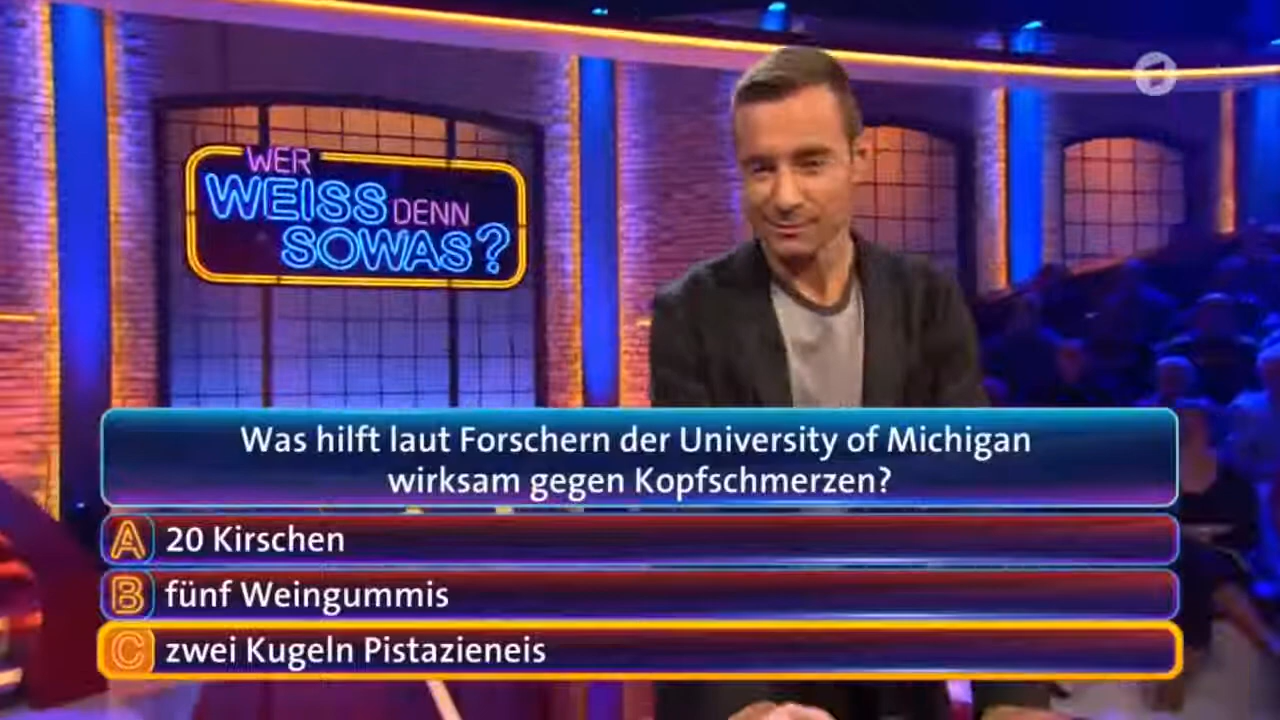 WER
WEISS DENN
SOWAS?
Was hilft laut Forschern der University of Michigan
wirksam gegen Kopfschmerzen?
A 20 Kirschen
B fünf Weingummis
C zwei Kugeln Pistazieneis